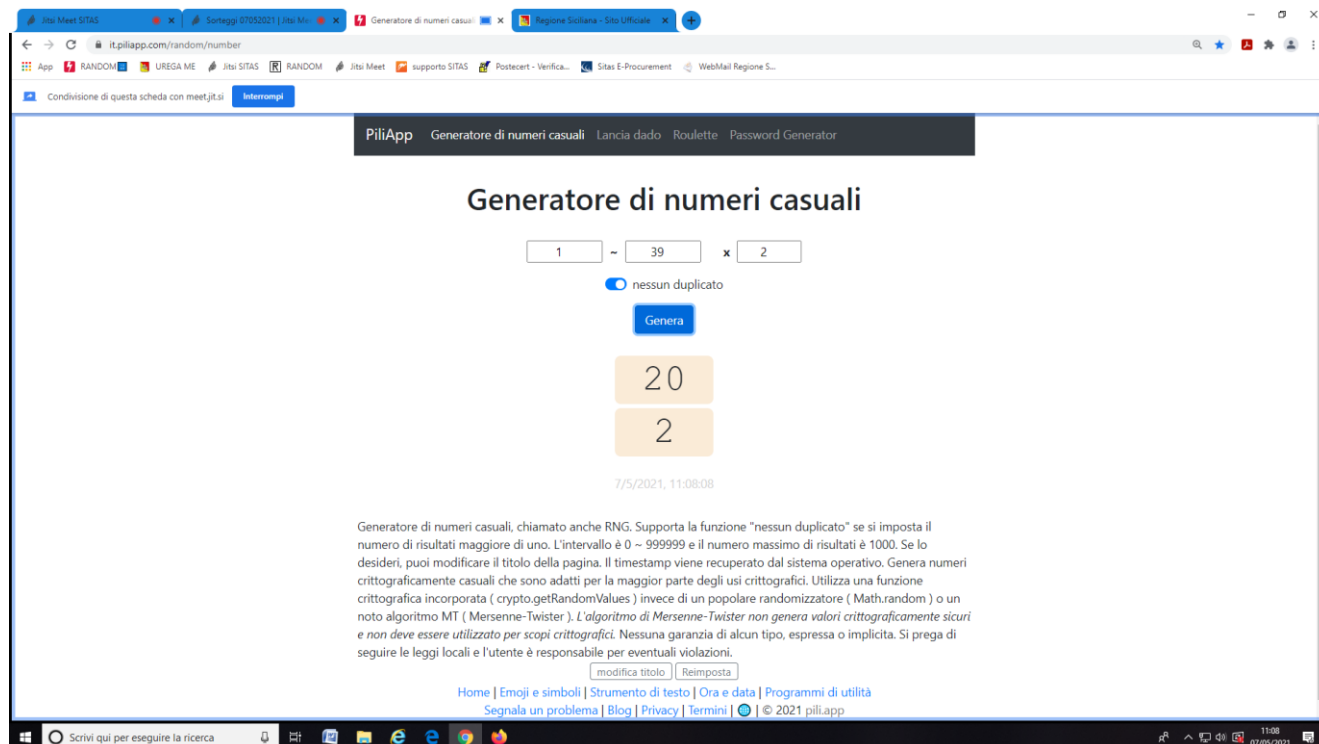 Jitsi Meet SITAS
Sorteggi 07052021 | Jitsi Me
Generatore di numeri casual
Regione Siciliana - Sito Ufficiale
it.piliapp.com/random/number
App RANDOM UREGA ME Jitsi SITAS RANDOM Jitsi Meet supporto SITAS Postecert - Verifica... Sitas E-Procurement WebMail Regione S...
Condivisione di questa scheda con meet.jit.si Interrompi
PiliApp Generatore di numeri casuali Lancia dado Roulette Password Generator
Generatore di numeri casuali
1 ~ 39 x 2
nessun duplicato
Genera
20
2
7/5/2021, 11:08:08
Generatore di numeri casuali, chiamato anche RNG. Supporta la funzione "nessun duplicato" se si imposta il
numero di risultati maggiore di uno. L'intervallo è 0 ~ 999999 e il numero massimo di risultati è 1000. Se lo
desideri, puoi modificare il titolo della pagina. Il timestamp viene recuperato dal sistema operativo. Genera numeri
crittograficamente casuali che sono adatti per la maggior parte degli usi crittografici. Utilizza una funzione
crittografica incorporata ( crypto.getRandomValues ) invece di un popolare randomizzatore ( Math.random ) o un
noto algoritmo MT ( Mersenne-Twister ). L'algoritmo di Mersenne-Twister non genera valori crittograficamente sicuri
e non deve essere utilizzato per scopi crittografici. Nessuna garanzia di alcun tipo, espressa o implicita. Si prega di
seguire le leggi locali e l'utente è responsabile per eventuali violazioni.
modifica titolo Reimposta
Home | Emoji e simboli | Strumento di testo | Ora e data | Programmi di utilità
Segnala un problema | Blog | Privacy | Termini | | © 2021 pili.app
Scrivi qui per eseguire la ricerca
11:08
07/05/2021